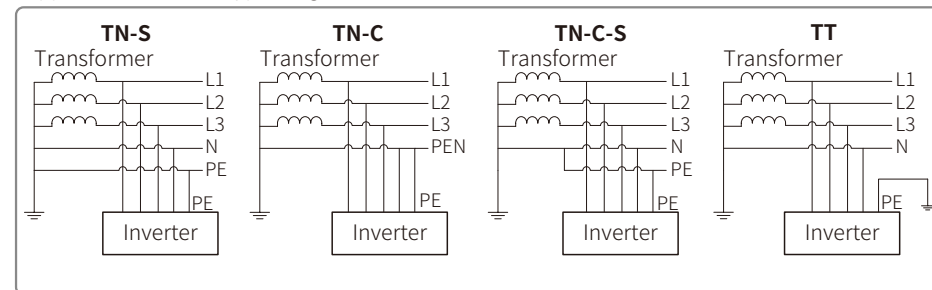 TN-S
Transformer
L1
L2
L3
N
PE
PE
Inverter
TN-C
Transformer
L1
L2
L3
PEN
PE
Inverter
TN-C-S
Transformer
L1
L2
L3
N
PE
PE
Inverter
TT
Transformer
L1
L2
L3
N
PE
Inverter